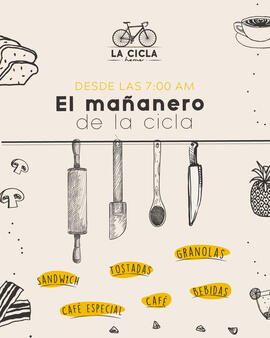 LA CICLA
home
DESDE LAS 7:00 AM
El mañanero
de la cicla
GRANOLAS
TOSTADAS
SANDWICH
BEBIDAS
CAFÉ
CAFE ESPECIAL